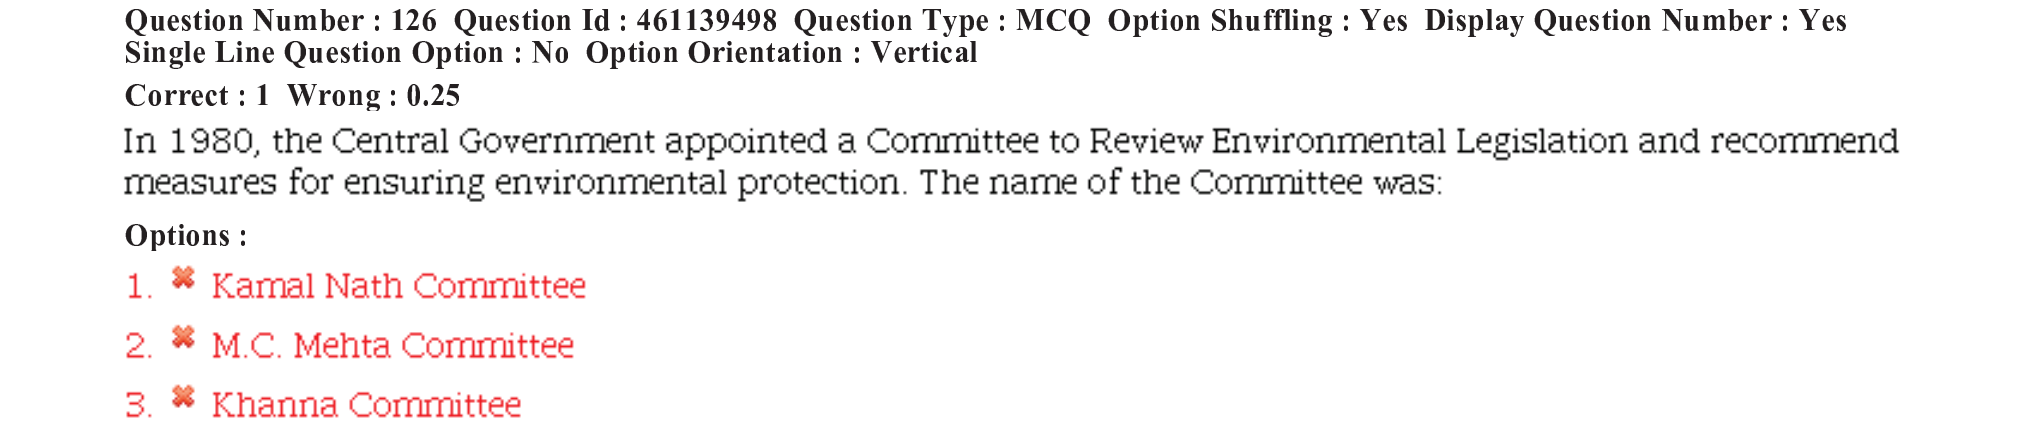 Question Number : 126 Question Id : 461139498 Question Type : MCQ Option Shuffling : Yes Display Question Number : Yes
Single Line Question Option : No Option Orientation : Vertical
Correct : 1 Wrong : 0.25
In 1980, the Central Government appointed a Committee to Review Environmental Legislation and recommend
measures for ensuring environmental protection. The name of the Committee was:
Options :
1. ✖ Kamal Nath Committee
2. ✖ M.C. Mehta Committee
3. ✖ Khanna Committee